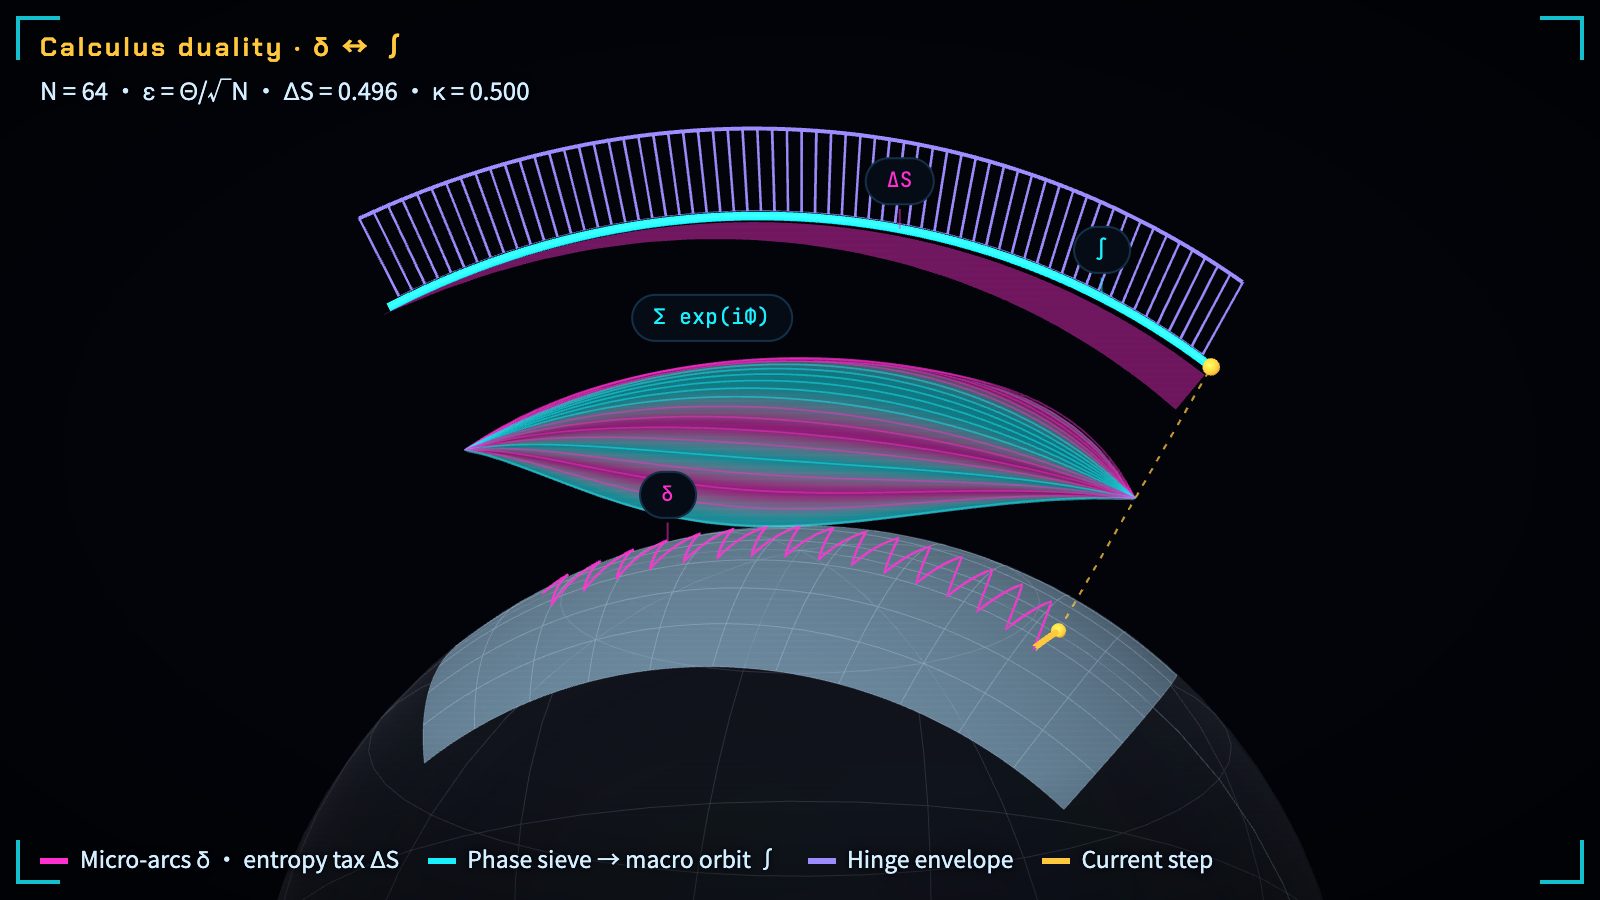 Calculus duality · δ ↔ ∫
N = 64 • ε = Θ/√N • ΔS = 0.496 • κ = 0.500
ΔS
∫
Σ exp(iΦ)
δ
Micro-arcs δ • entropy tax ΔS
Phase sieve → macro orbit ∫
Hinge envelope
Current step